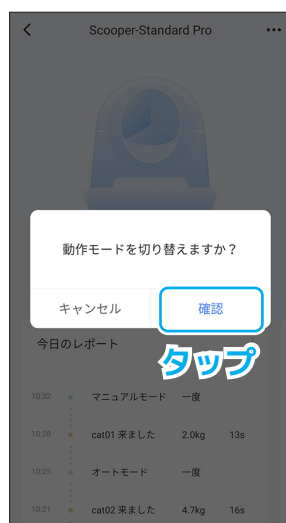 Scooper-Standard Pro
動作モードを切り替えますか？
キャンセル 確認
タップ
今日のレポート
10:32 マニュアルモード 一度
10:28 cat01 来ました 2.0kg 13s
10:25 オートモード 一度
10:21 cat02 来ました 4.7kg 16s